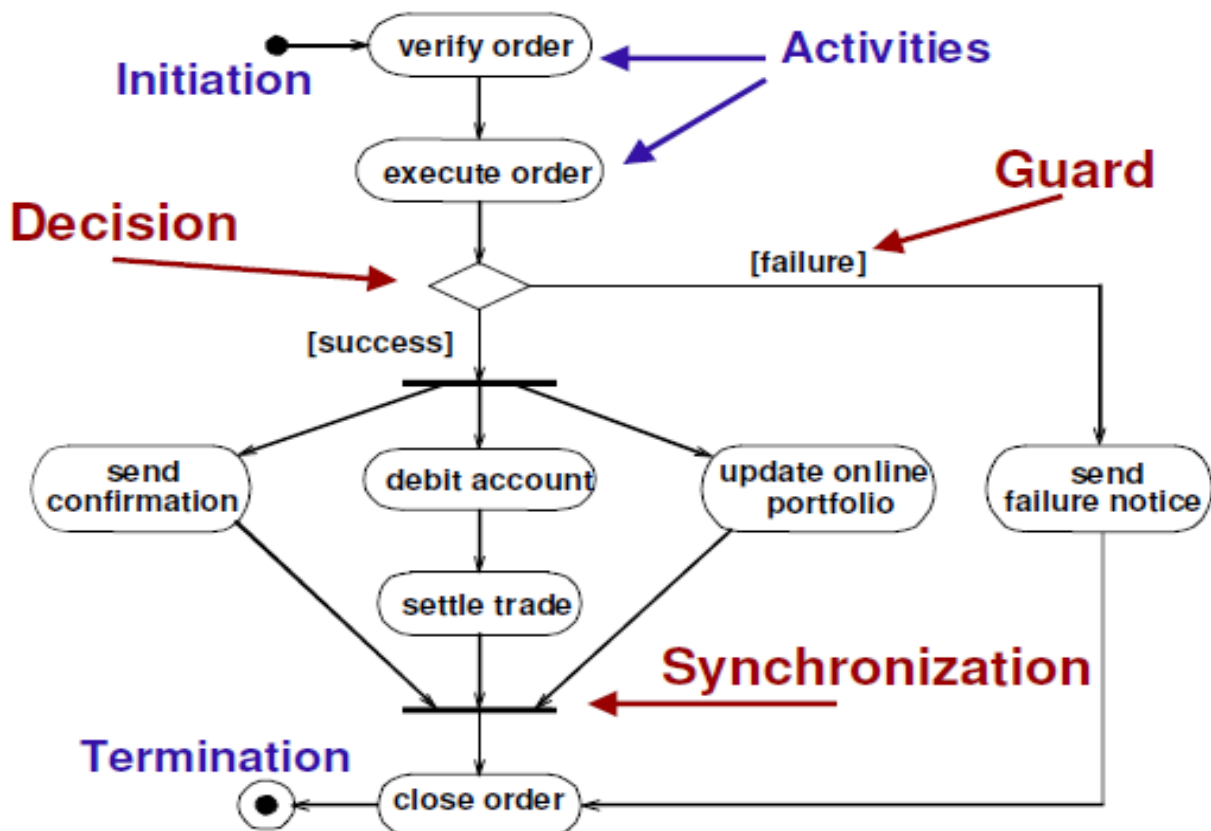 verify order
Activities
Initiation
execute order
Guard
Decision
[failure]
[success]
send
confirmation
debit account
update online
portfolio
send
failure notice
settle trade
Synchronization
Termination
close order